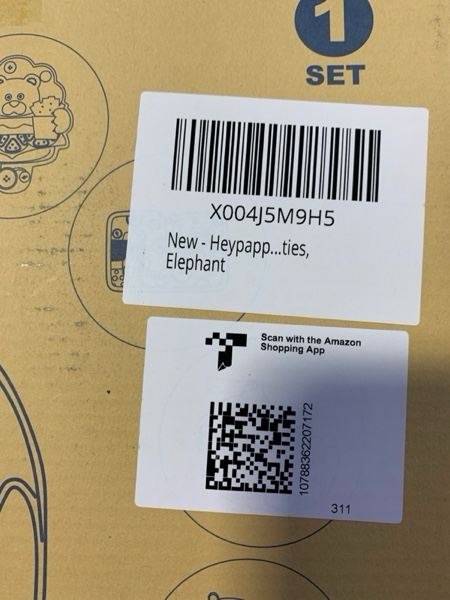 1
SET
X004J5M9H5
New - Heypapp...ties,
Elephant
Scan with the Amazon
Shopping App
10788362207172
311